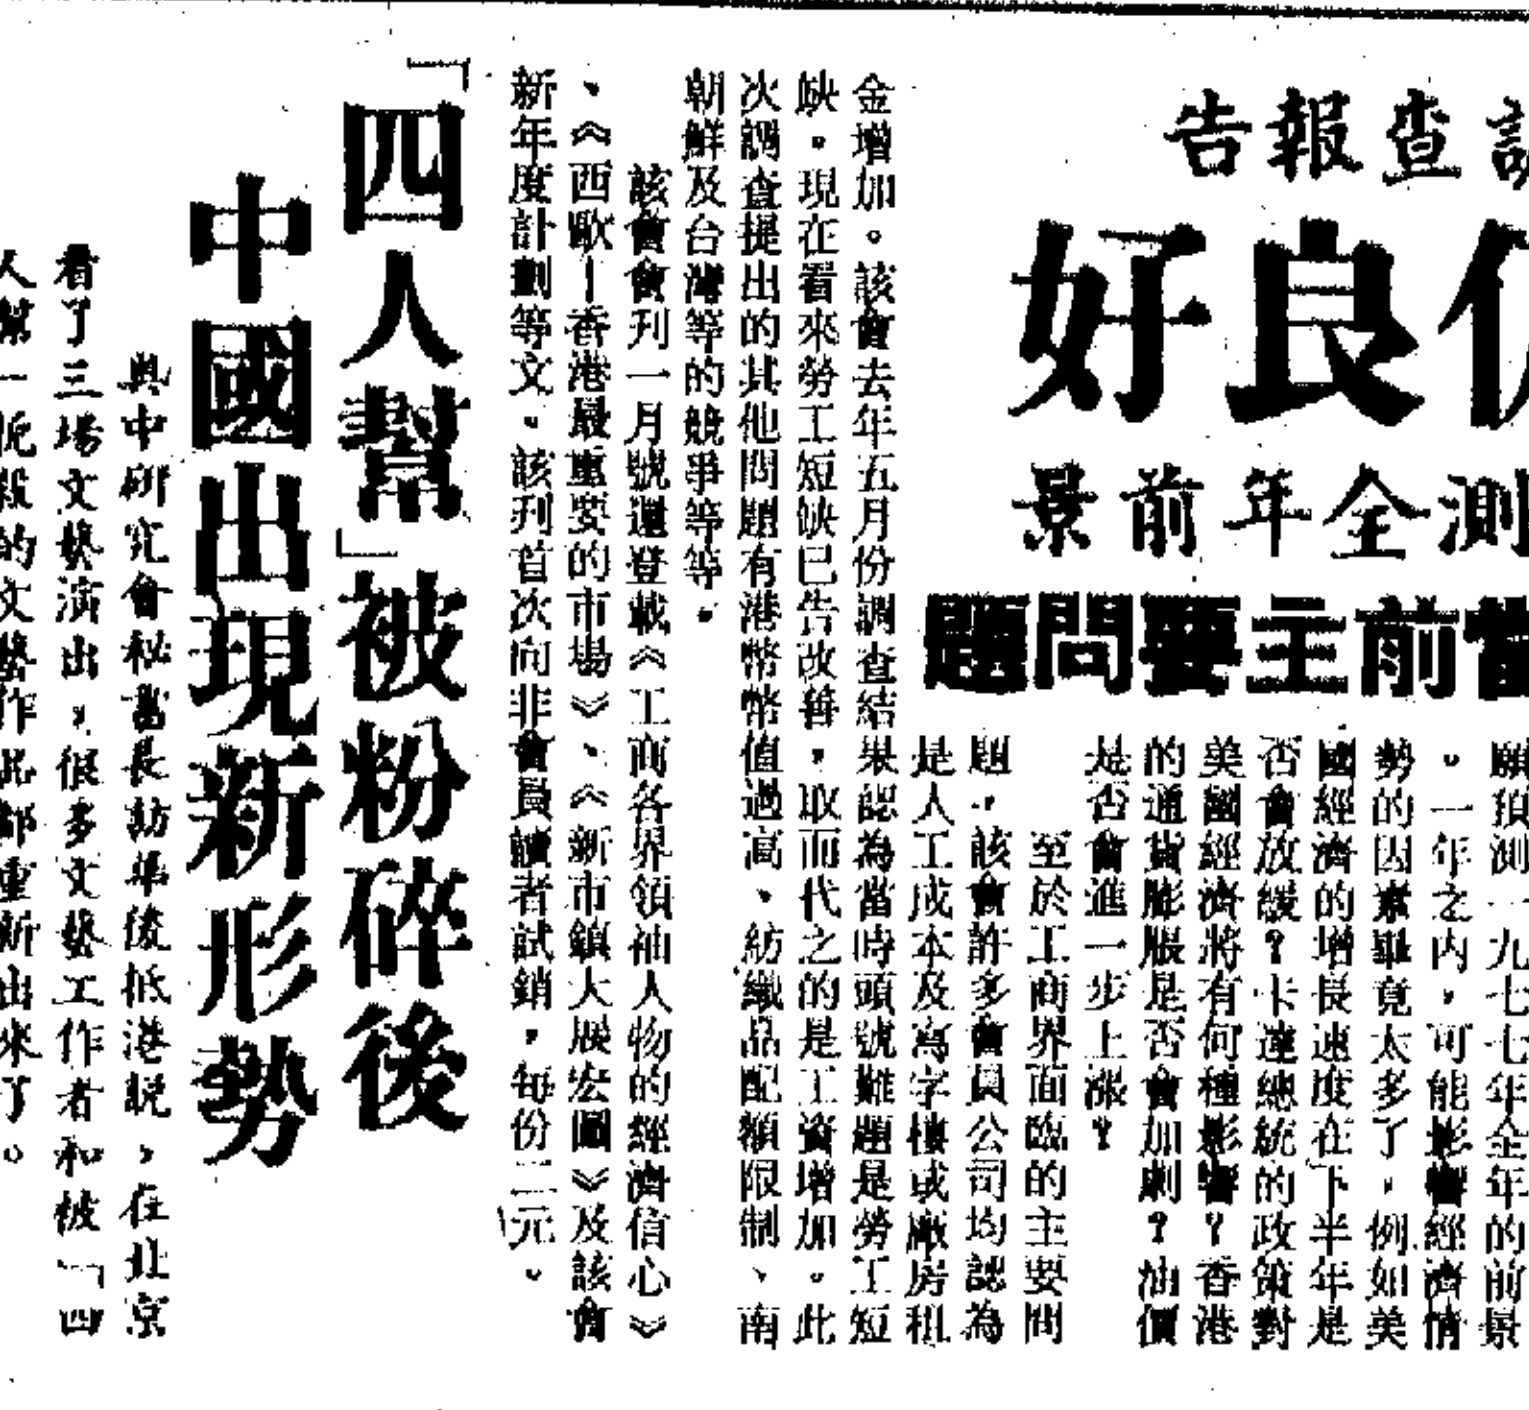 查報告
良好
測全年前景
當前主要問題
願預測一九七七年全年的前景
。一年之內，可能影響經濟情
勢的因素畢竟太多了，例如美
國經濟的增長速度在下半年是
否會放緩？卡達總統的政策對
美國經濟將有何種影響？香港
的通貨膨脹是否會加劇？油價
是否會進一步上漲？
至於工商界面臨的主要問
題，該會許多會員公司均認為
是人工成本及寫字樓或廠房租
金增加。該會去年五月份調查結果認為當時頭號難題是勞工短
缺。現在看來勞工短缺已告改善，取而代之的是工資增加。此
次調查提出的其他問題有港幣幣值過高、紡織品配額限制、南
朝鮮及台灣等的競爭等等。
該會會刊一月號還登載《工商各界領袖人物的經濟信心》
、《西歐—香港最重要的市場》、《新市鎮大展宏圖》及該會
新年度計劃等文。該刊首次向非會員讀者試銷，每份二元。
「四人幫」被粉碎後
中國出現新形勢
與中研究會秘書長訪華後抵港說，在北京
看了三場文藝演出，很多文藝工作者和被「四
人幫一扼殺的文藝作品都重新出來了。